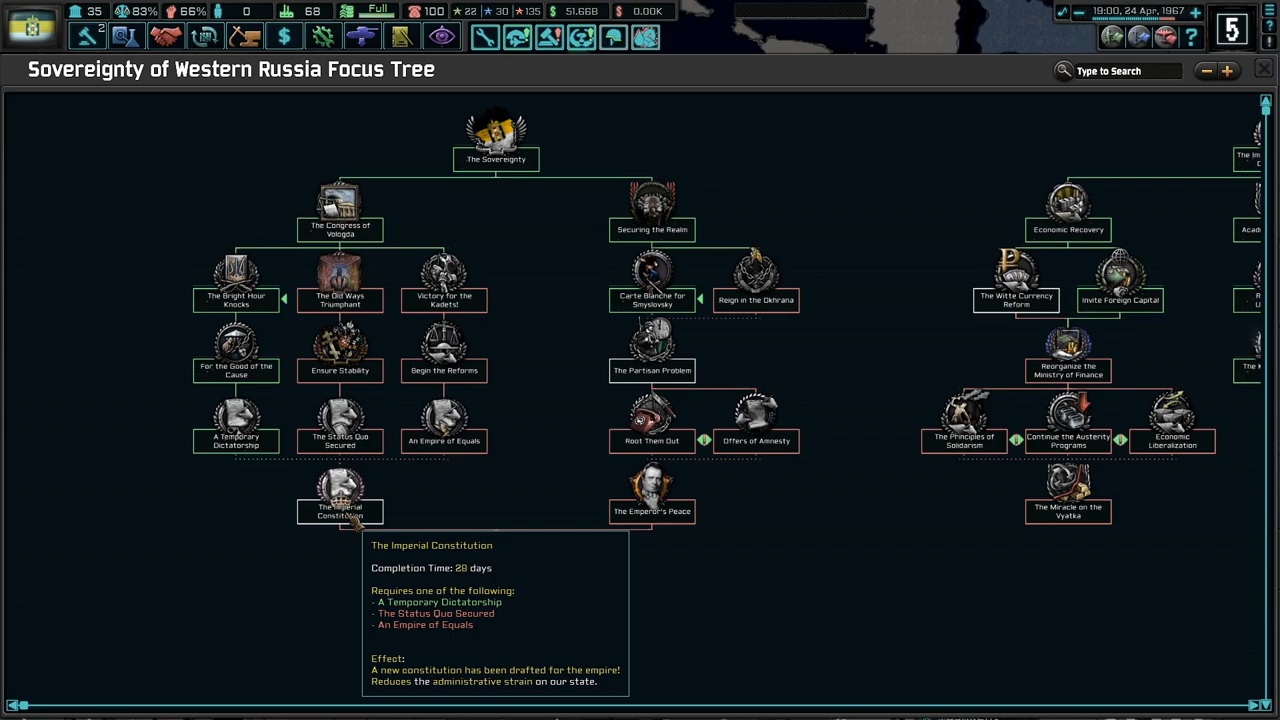 35 83% 66% 0 68 Full 100 22 30 135 $ 51.668 $ 0.00K 19:00, 24 Apr, 1967
2 $ ? 5
Sovereignty of Western Russia Focus Tree
Type to Search
The Sovereignty
The Congress of
Vologda
Securing the Realm
Economic Recovery
The Bright Hour
Knocks
The Old Ways
Triumphant
Victory for the
Kadets!
Carte Blanche for
Smyslovsky
Reign in the Okhrana
The Witte Currency
Reform
Invite Foreign Capital
For the Good of the
Cause
Ensure Stability
Begin the Reforms
The Partisan Problem
Reorganize the
Ministry of Finance
A Temporary
Dictatorship
The Status Quo
Secured
An Empire of Equals
Root Them Out
Offers of Amnesty
The Principles of
Solidarism
Continue the Austerity
Programs
Economic
Liberalization
The Imperial
Constitution
The Emperor's Peace
The Miracle on the
Vyatka
The Imperial Constitution
Completion Time: 28 days
Requires one of the following:
- A Temporary Dictatorship
- The Status Quo Secured
- An Empire of Equals
Effect:
A new constitution has been drafted for the empire!
Reduces the administrative strain on our state.